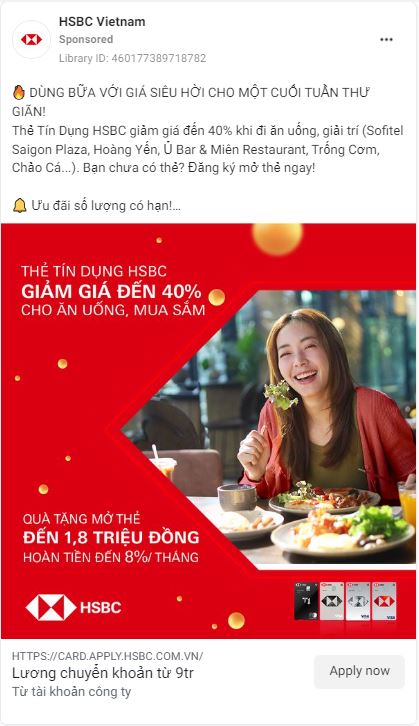 HSBC Vietnam
Sponsored
Library ID: 460177389718782
🔥 DÙNG BỮA VỚI GIÁ SIÊU HỜI CHO MỘT CUỐI TUẦN THƯ
GIÃN!
Thẻ Tín Dụng HSBC giảm giá đến 40% khi đi ăn uống, giải trí (Sofitel
Saigon Plaza, Hoàng Yến, Ủ Bar & Miên Restaurant, Trống Cơm,
Chảo Cá...). Bạn chưa có thẻ? Đăng ký mở thẻ ngay!
🔔 Ưu đãi số lượng có hạn!...
THẺ TÍN DỤNG HSBC
GIẢM GIÁ ĐẾN 40%
CHO ĂN UỐNG, MUA SẮM
QUÀ TẶNG MỞ THẺ
ĐẾN 1,8 TRIỆU ĐỒNG
HOÀN TIỀN ĐẾN 8%/ THÁNG
HSBC
HTTPS://CARD.APPLY.HSBC.COM.VN/
Lương chuyển khoản từ 9tr
Từ tài khoản công ty
Apply now